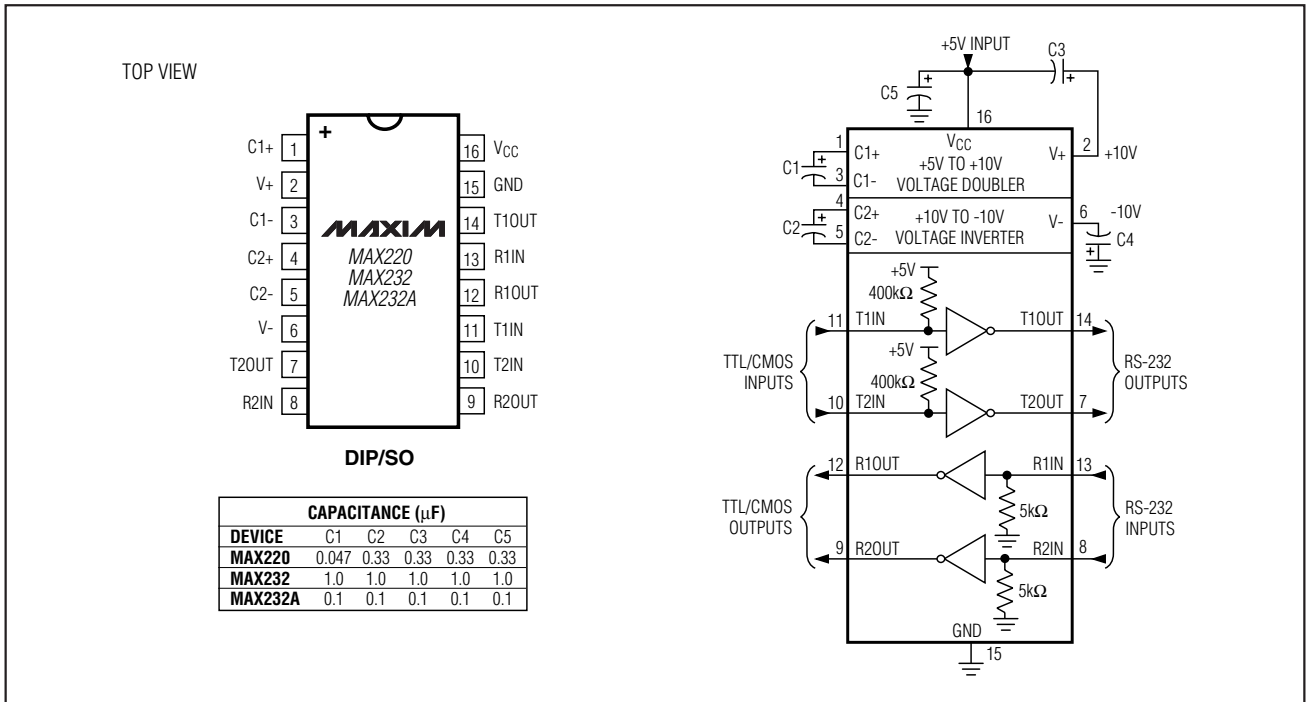 TOP VIEW
C1+ 1
V+ 2
C1- 3
C2+ 4
C2- 5
V- 6
T2OUT 7
R2IN 8
+
MAXIM
MAX220
MAX232
MAX232A
16 VCC
15 GND
14 T1OUT
13 R1IN
12 R1OUT
11 T1IN
10 T2IN
9 R2OUT
DIP/SO
CAPACITANCE (μF)
DEVICE C1 C2 C3 C4 C5
MAX220 0.047 0.33 0.33 0.33 0.33
MAX232 1.0 1.0 1.0 1.0 1.0
MAX232A 0.1 0.1 0.1 0.1 0.1
+5V INPUT
C3
+
C5
+
16
VCC
1
C1+
C1
+
3
C1-
+5V TO +10V
VOLTAGE DOUBLER
V+
2
+10V
4
C2+
C2
+
5
C2-
+10V TO -10V
VOLTAGE INVERTER
V-
6
-10V
C4
+
+5V
400kΩ
11 T1IN
T1OUT 14
+5V
400kΩ
10 T2IN
T2OUT 7
TTL/CMOS
INPUTS
RS-232
OUTPUTS
12 R1OUT
R1IN 13
5kΩ
9 R2OUT
R2IN 8
5kΩ
TTL/CMOS
OUTPUTS
RS-232
INPUTS
GND
15